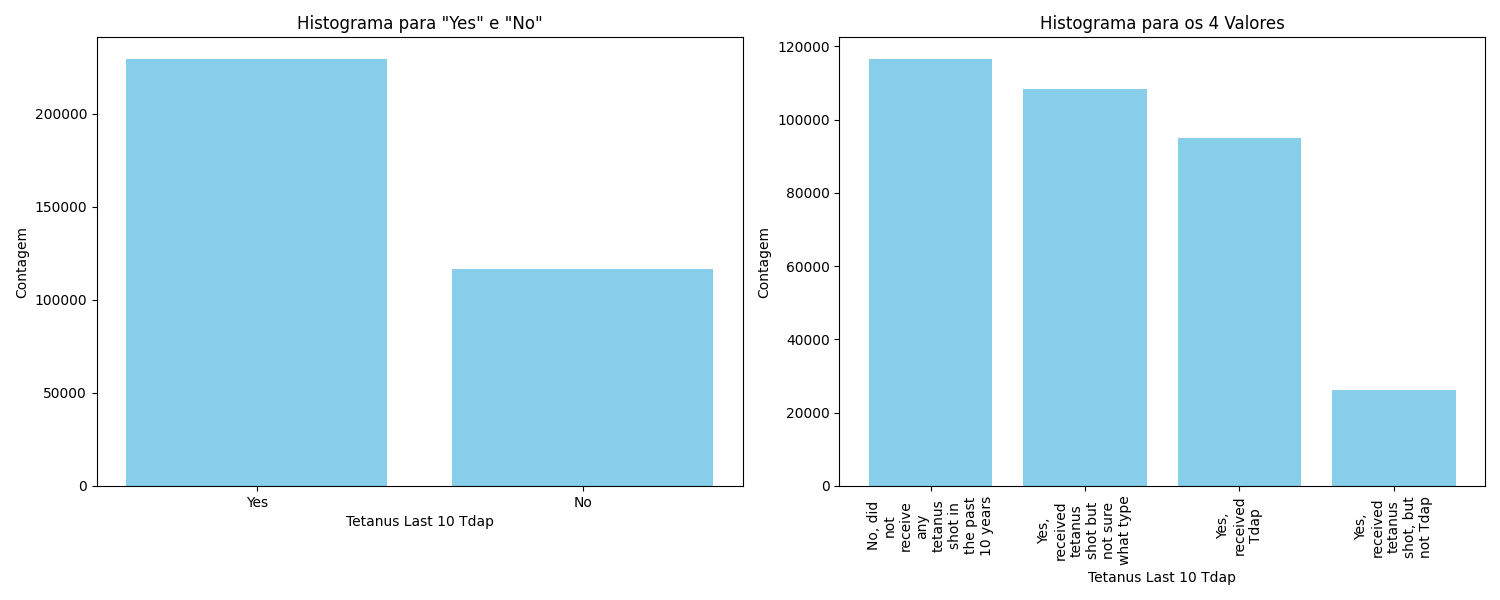 Histograma para "Yes" e "No"
Contagem
200000
150000
100000
50000
0
Yes
No
Tetanus Last 10 Tdap
Histograma para os 4 Valores
Contagem
120000
100000
80000
60000
40000
20000
0
No, did
not
receive
any
tetanus
shot in
the past
10 years
Yes,
received
tetanus
shot but
not sure
what type
Yes,
received
Tdap
Yes,
received
tetanus
shot, but
not Tdap
Tetanus Last 10 Tdap